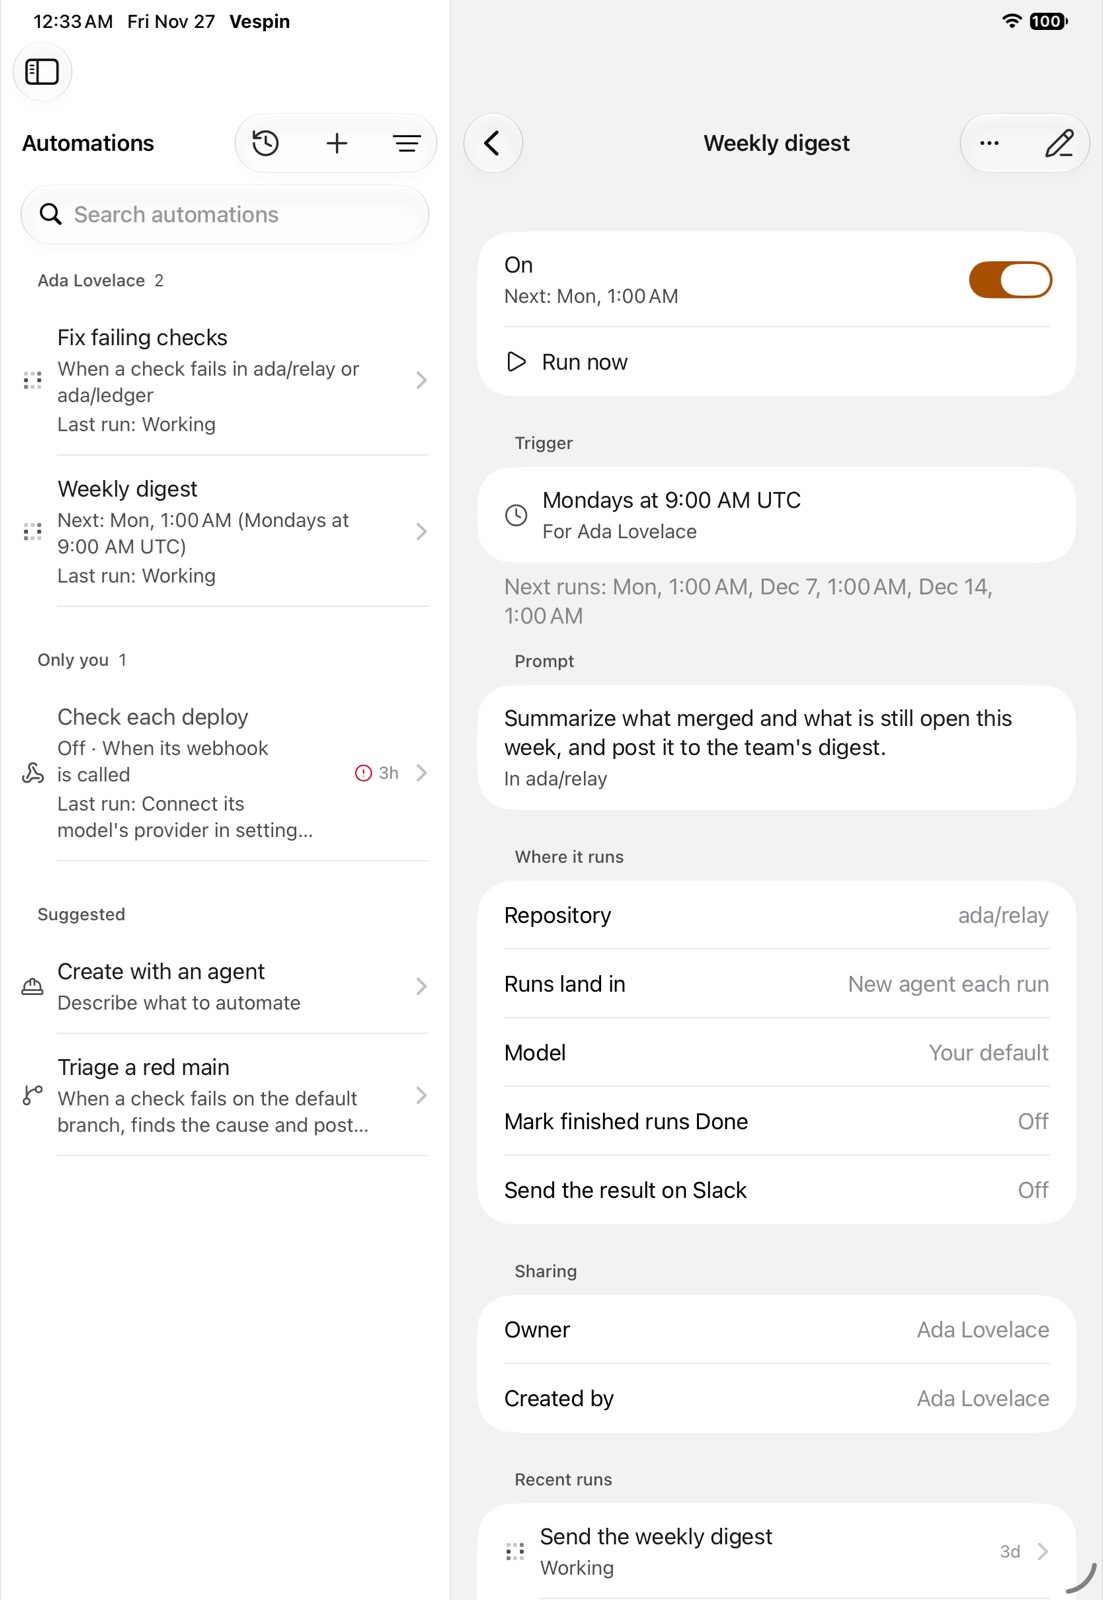 12:33 AM Fri Nov 27 Vespin
100
Automations
Search automations
Ada Lovelace 2
Fix failing checks
When a check fails in ada/relay or
ada/ledger
Last run: Working
Weekly digest
Next: Mon, 1:00 AM (Mondays at
9:00 AM UTC)
Last run: Working
Only you 1
Check each deploy
Off · When its webhook
is called
3h
Last run: Connect its
model's provider in setting...
Suggested
Create with an agent
Describe what to automate
Triage a red main
When a check fails on the default
branch, finds the cause and post...
Weekly digest
On
Next: Mon, 1:00 AM
Run now
Trigger
Mondays at 9:00 AM UTC
For Ada Lovelace
Next runs: Mon, 1:00 AM, Dec 7, 1:00 AM, Dec 14,
1:00 AM
Prompt
Summarize what merged and what is still open this
week, and post it to the team's digest.
In ada/relay
Where it runs
Repository ada/relay
Runs land in New agent each run
Model Your default
Mark finished runs Done Off
Send the result on Slack Off
Sharing
Owner Ada Lovelace
Created by Ada Lovelace
Recent runs
Send the weekly digest
Working
3d